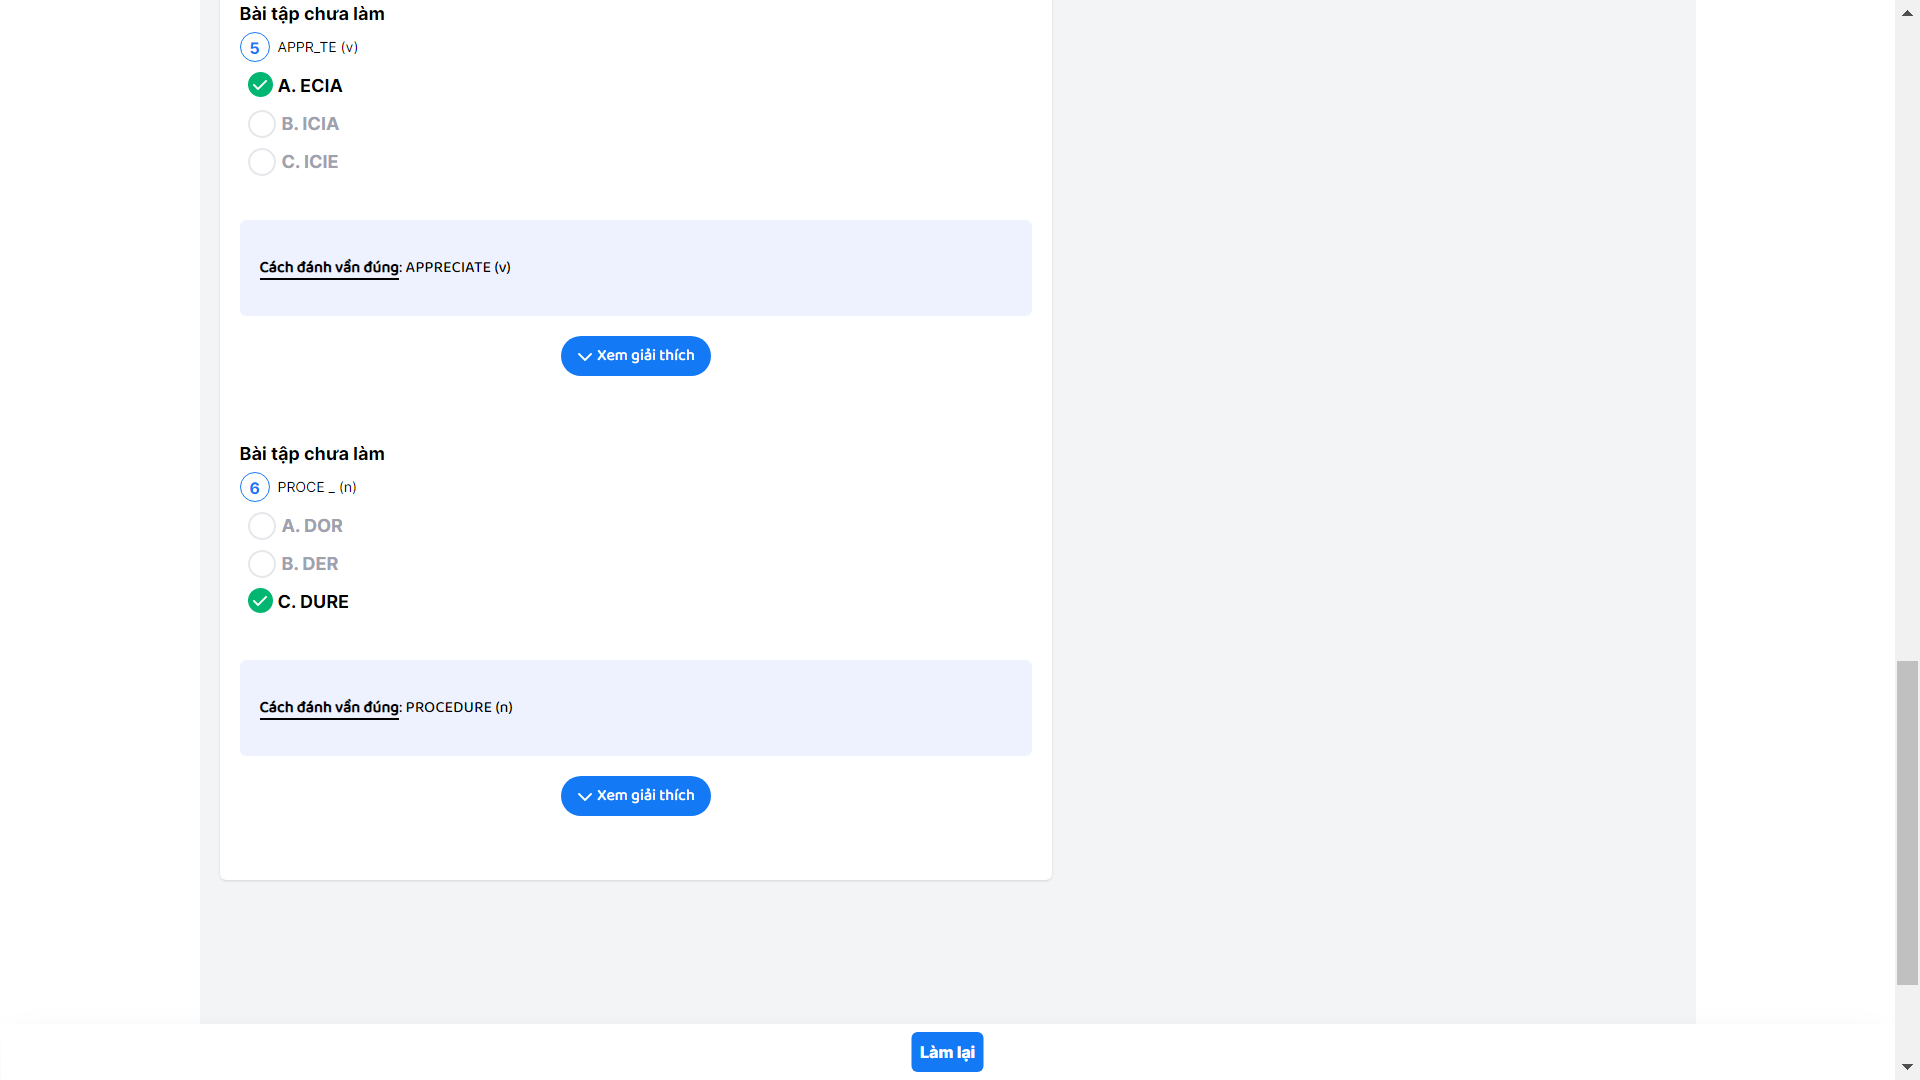 Bài tập chưa làm
5 APPR_TE (v)
A. ECIA
B. ICIA
C. ICIE
Cách đánh vần đúng: APPRECIATE (v)
Xem giải thích
Bài tập chưa làm
6 PROCE _ (n)
A. DOR
B. DER
C. DURE
Cách đánh vần đúng: PROCEDURE (n)
Xem giải thích
Làm lại